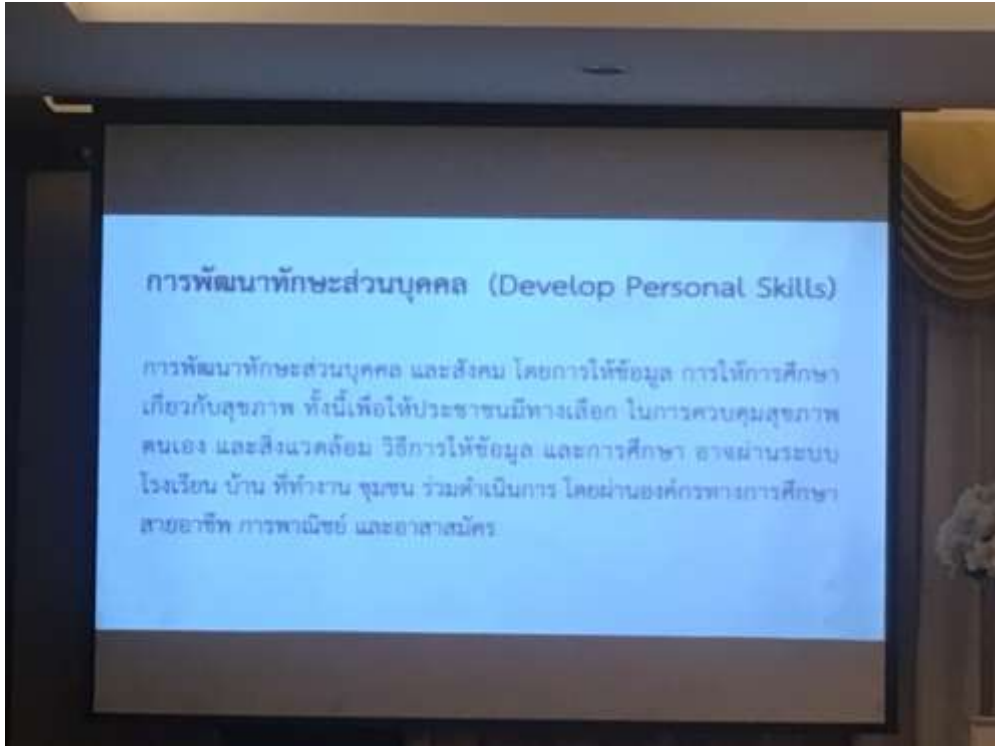 การพัฒนาทักษะส่วนบุคคล (Develop Personal Skills)
การพัฒนาทักษะส่วนบุคคล และสังคม โดยการให้ข้อมูล การให้การศึกษา
เกี่ยวกับสุขภาพ ทั้งนี้เพื่อให้ประชาชนมีทางเลือก ในการควบคุมสุขภาพ
ตนเอง และสิ่งแวดล้อม วิธีการให้ข้อมูล และการศึกษา อาจผ่านระบบ
โรงเรียน บ้าน ที่ทำงาน ชุมชน ร่วมดำเนินการ โดยผ่านองค์กรทางการศึกษา
สายอาชีพ การพาณิชย์ และอาสาสมัคร